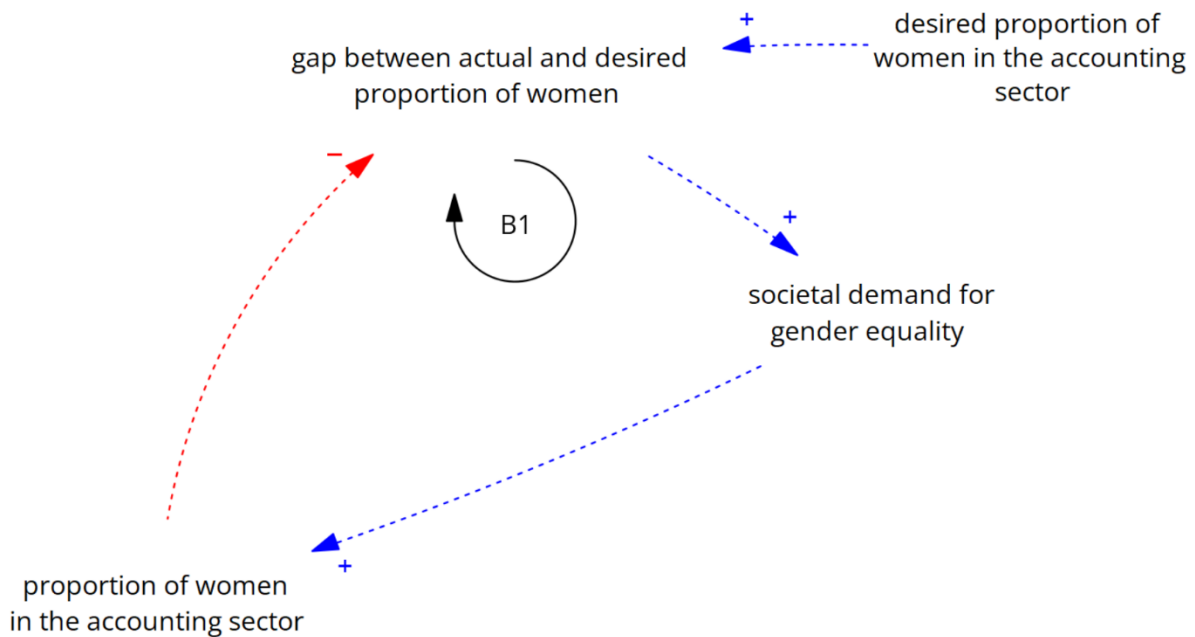 +
desired proportion of
women in the accounting
sector
gap between actual and desired
proportion of women
–
B1
+
societal demand for
gender equality
+
proportion of women
in the accounting sector